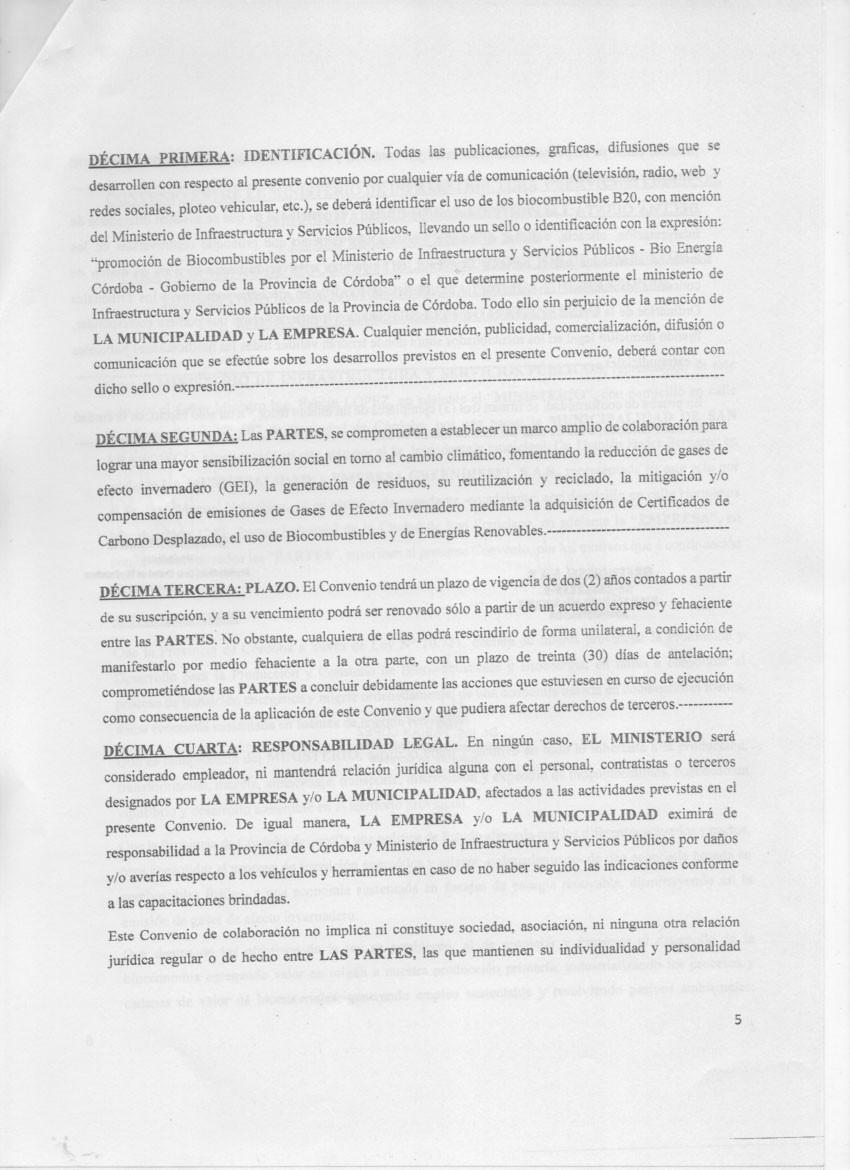 DÉCIMA PRIMERA: IDENTIFICACIÓN. Todas las publicaciones, graficas, difusiones que se
desarrollen con respecto al presente convenio por cualquier vía de comunicación (televisión, radio, web y
redes sociales, ploteo vehicular, etc.), se deberá identificar el uso de los biocombustible B20, con mención
del Ministerio de Infraestructura y Servicios Públicos, llevando un sello o identificación con la expresión:
“promoción de Biocombustibles por el Ministerio de Infraestructura y Servicios Públicos - Bio Energía
Córdoba - Gobierno de la Provincia de Córdoba” o el que determine posteriormente el ministerio de
Infraestructura y Servicios Públicos de la Provincia de Córdoba. Todo ello sin perjuicio de la mención de
LA MUNICIPALIDAD y LA EMPRESA. Cualquier mención, publicidad, comercialización, difusión o
comunicación que se efectúe sobre los desarrollos previstos en el presente Convenio, deberá contar con
dicho sello o expresión.-----------------------------------------------------------------------------------
DÉCIMA SEGUNDA: Las PARTES, se comprometen a establecer un marco amplio de colaboración para
lograr una mayor sensibilización social en torno al cambio climático, fomentando la reducción de gases de
efecto invernadero (GEI), la generación de residuos, su reutilización y reciclado, la mitigación y/o
compensación de emisiones de Gases de Efecto Invernadero mediante la adquisición de Certificados de
Carbono Desplazado, el uso de Biocombustibles y de Energías Renovables.-------------------------------
DÉCIMA TERCERA: PLAZO. El Convenio tendrá un plazo de vigencia de dos (2) años contados a partir
de su suscripción, y a su vencimiento podrá ser renovado sólo a partir de un acuerdo expreso y fehaciente
entre las PARTES. No obstante, cualquiera de ellas podrá rescindirlo de forma unilateral, a condición de
manifestarlo por medio fehaciente a la otra parte, con un plazo de treinta (30) días de antelación;
comprometiéndose las PARTES a concluir debidamente las acciones que estuviesen en curso de ejecución
como consecuencia de la aplicación de este Convenio y que pudiera afectar derechos de terceros.-----------
DÉCIMA CUARTA: RESPONSABILIDAD LEGAL. En ningún caso, EL MINISTERIO será
considerado empleador, ni mantendrá relación jurídica alguna con el personal, contratistas o terceros
designados por LA EMPRESA y/o LA MUNICIPALIDAD, afectados a las actividades previstas en el
presente Convenio. De igual manera, LA EMPRESA y/o LA MUNICIPALIDAD eximirá de
responsabilidad a la Provincia de Córdoba y Ministerio de Infraestructura y Servicios Públicos por daños
y/o averías respecto a los vehículos y herramientas en caso de no haber seguido las indicaciones conforme
a las capacitaciones brindadas.
Este Convenio de colaboración no implica ni constituye sociedad, asociación, ni ninguna otra relación
jurídica regular o de hecho entre LAS PARTES, las que mantienen su individualidad y personalidad
5